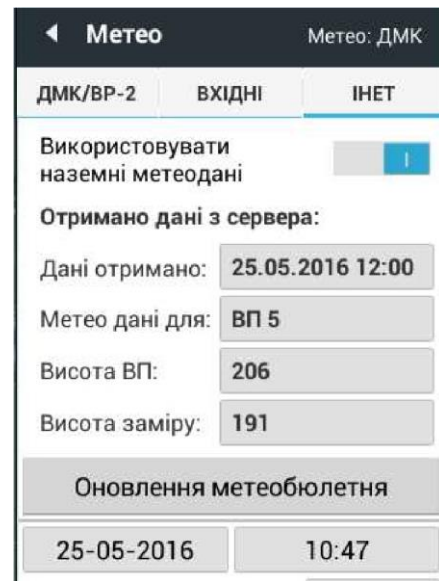 Метео Метео: ДМК
ДМК/ВР-2 ВХІДНІ ІНЕТ
Використовувати
наземні метеодані
Отримано дані з сервера:
Дані отримано: 25.05.2016 12:00
Метео дані для: ВП 5
Висота ВП: 206
Висота заміру: 191
Оновлення метеобюлетня
25-05-2016 10:47